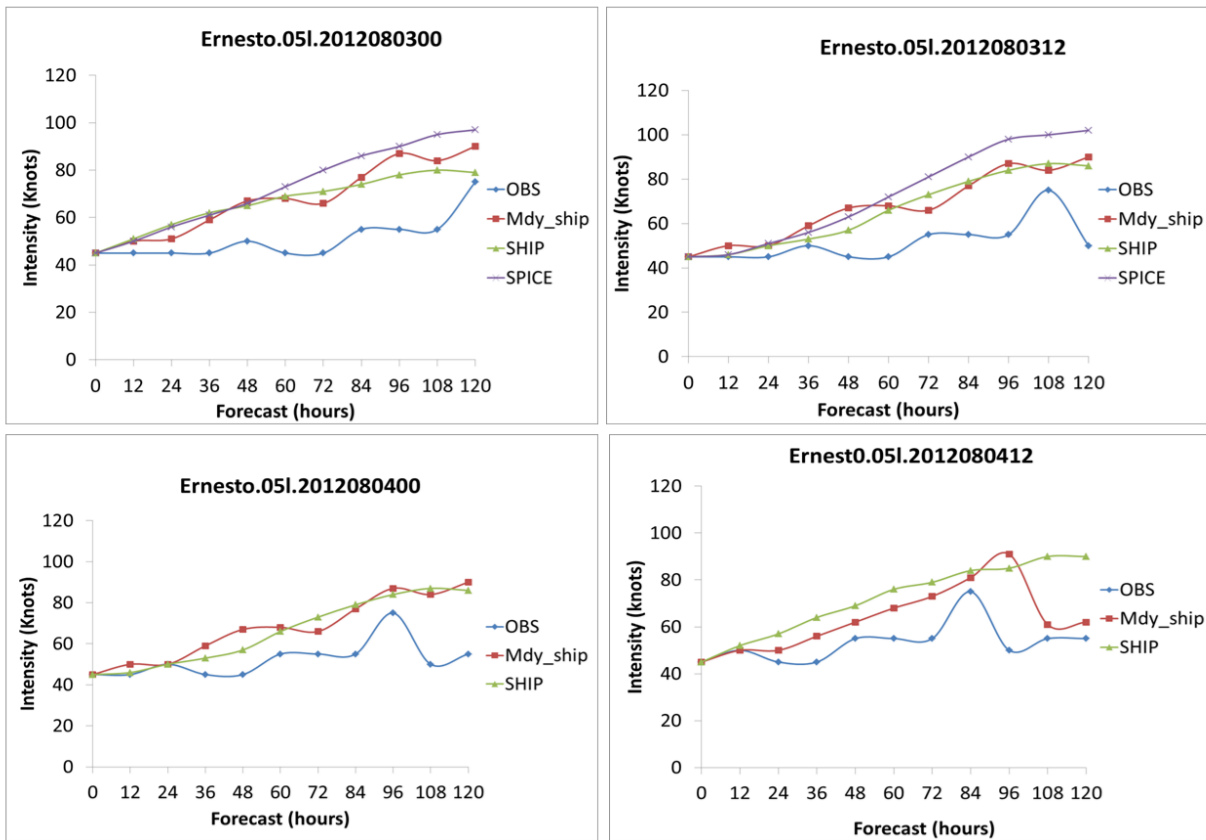 Ernesto.05l.2012080300
120
100
80
60
40
20
0
Intensity (Knots)
0 12 24 36 48 60 72 84 96 108 120
Forecast (hours)
OBS
Mdy_ship
SHIP
SPICE
Ernesto.05l.2012080312
120
100
80
60
40
20
0
Intensity (Knots)
0 12 24 36 48 60 72 84 96 108 120
Forecast (hours)
OBS
Mdy_ship
SHIP
SPICE
Ernesto.05l.2012080400
120
100
80
60
40
20
0
Intensity (Knots)
0 12 24 36 48 60 72 84 96 108 120
Forecast (hours)
OBS
Mdy_ship
SHIP
Ernest0.05l.2012080412
120
100
80
60
40
20
0
Intensity (knots)
0 12 24 36 48 60 72 84 96 108 120
Forecast (hours)
OBS
Mdy_ship
SHIP